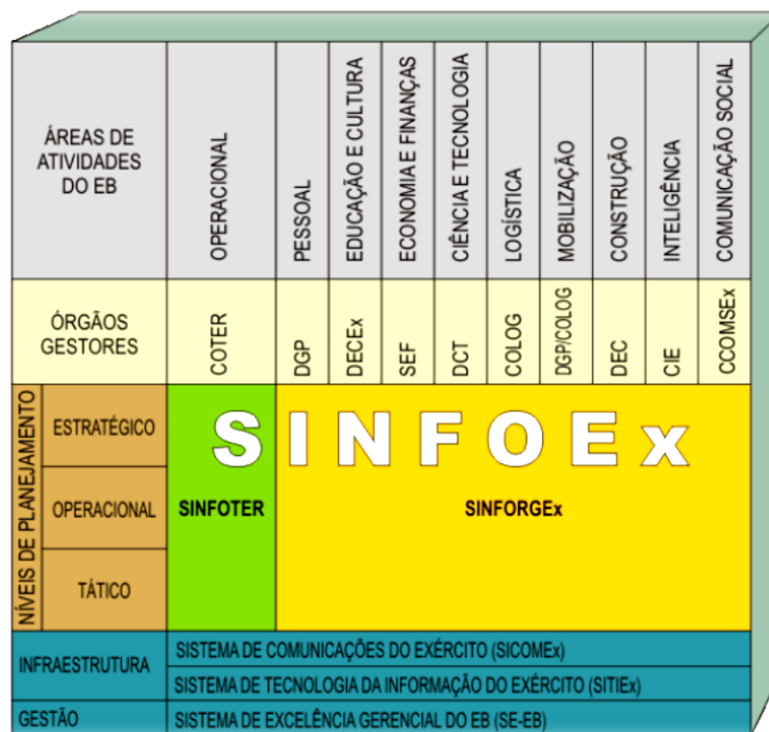 ÁREAS DE
ATIVIDADES
DO EB
OPERACIONAL
PESSOAL
EDUCAÇÃO E CULTURA
ECONOMIA E FINANÇAS
CIÊNCIA E TECNOLOGIA
LOGÍSTICA
MOBILIZAÇÃO
CONSTRUÇÃO
INTELIGÊNCIA
COMUNICAÇÃO SOCIAL
ÓRGÃOS
GESTORES
COTER
DGP
DECEx
SEF
DCT
COLOG
DGP/COLOG
DEC
CIE
CCOMSEx
NÍVEIS DE PLANEJAMENTO
ESTRATÉGICO
SINFOEx
OPERACIONAL
SINFOTER
SINFORGEx
TÁTICO
INFRAESTRUTURA
SISTEMA DE COMUNICAÇÕES DO EXÉRCITO (SICOMEx)
SISTEMA DE TECNOLOGIA DA INFORMAÇÃO DO EXÉRCITO (SITIEx)
GESTÃO
SISTEMA DE EXCELÊNCIA GERENCIAL DO EB (SE-EB)